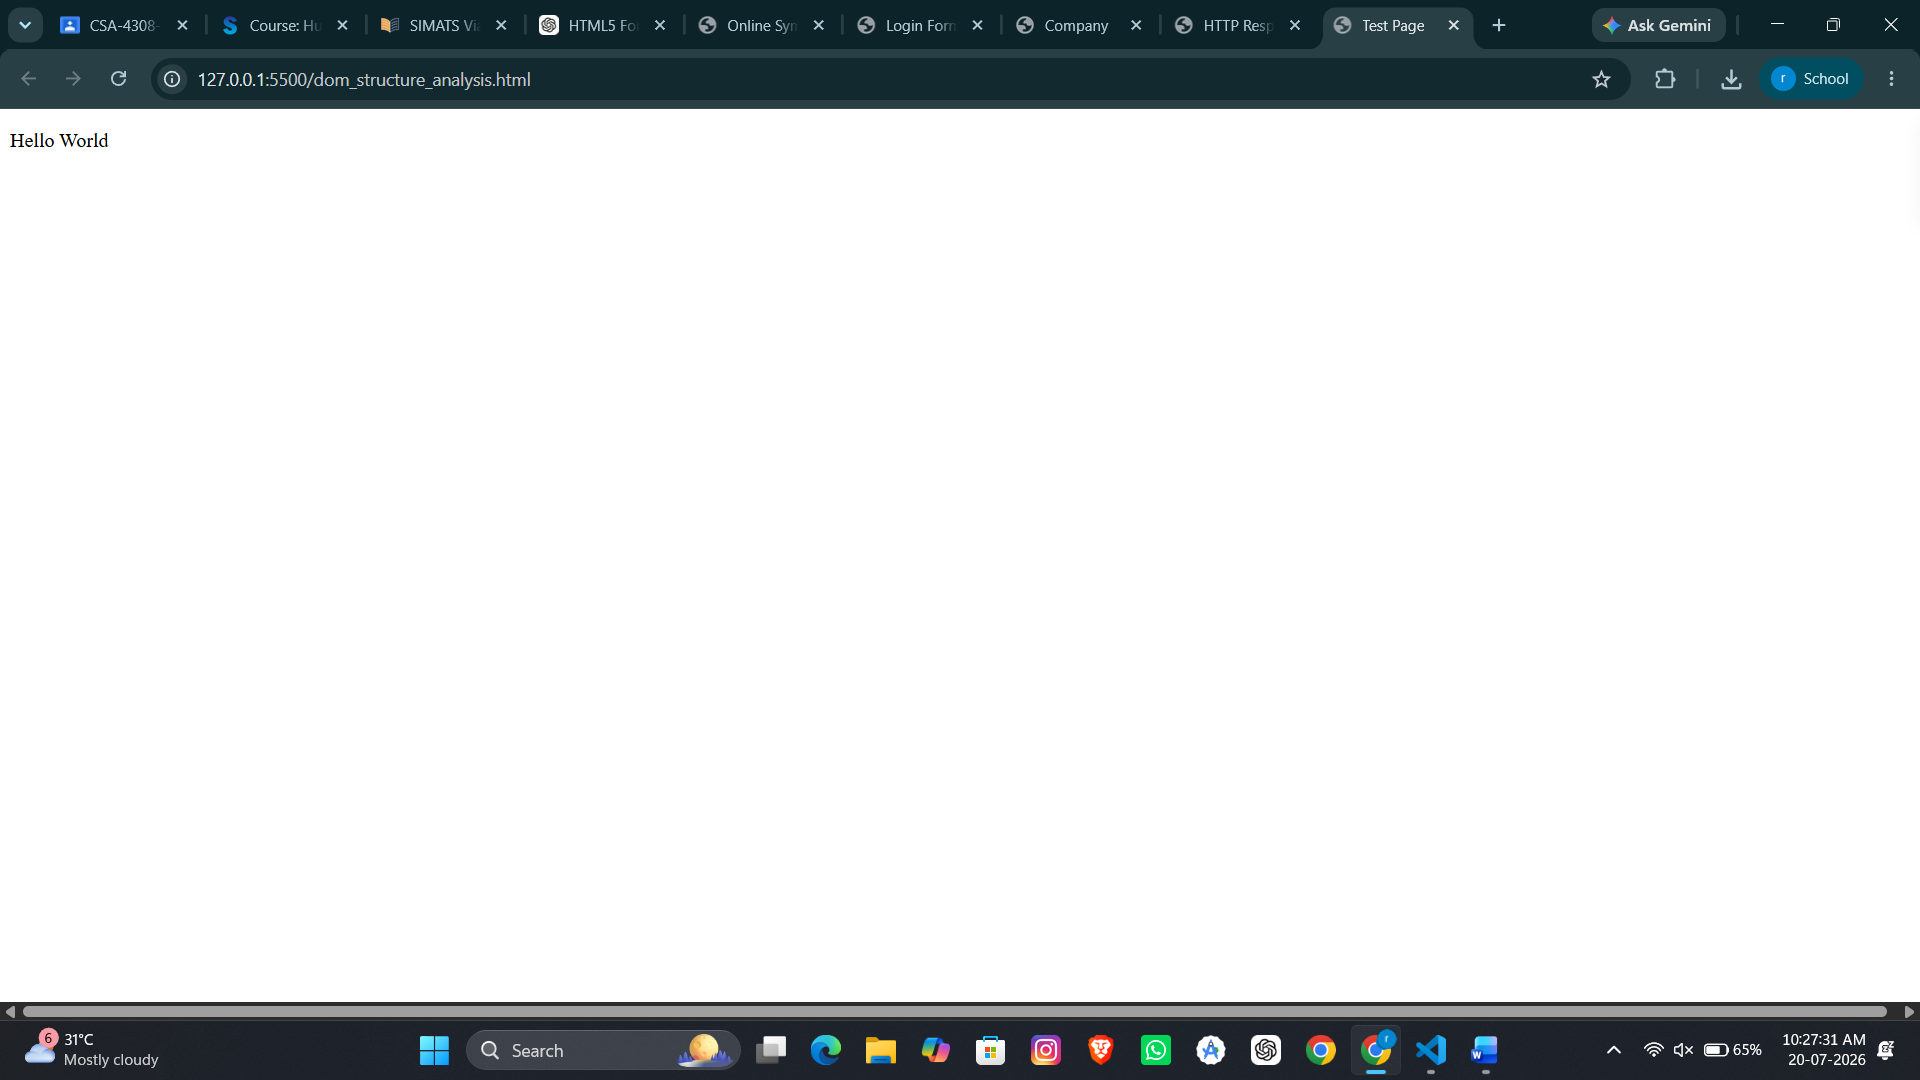 CSA-4308-
Course: Hu
SIMATS Vi
HTML5 Fo
Online Syn
Login Form
Company
HTTP Resp
Test Page
Ask Gemini
127.0.0.1:5500/dom_structure_analysis.html
r
School
Hello World
6
31°C
Mostly cloudy
Search
r
65%
10:27:31 AM
20-07-2026